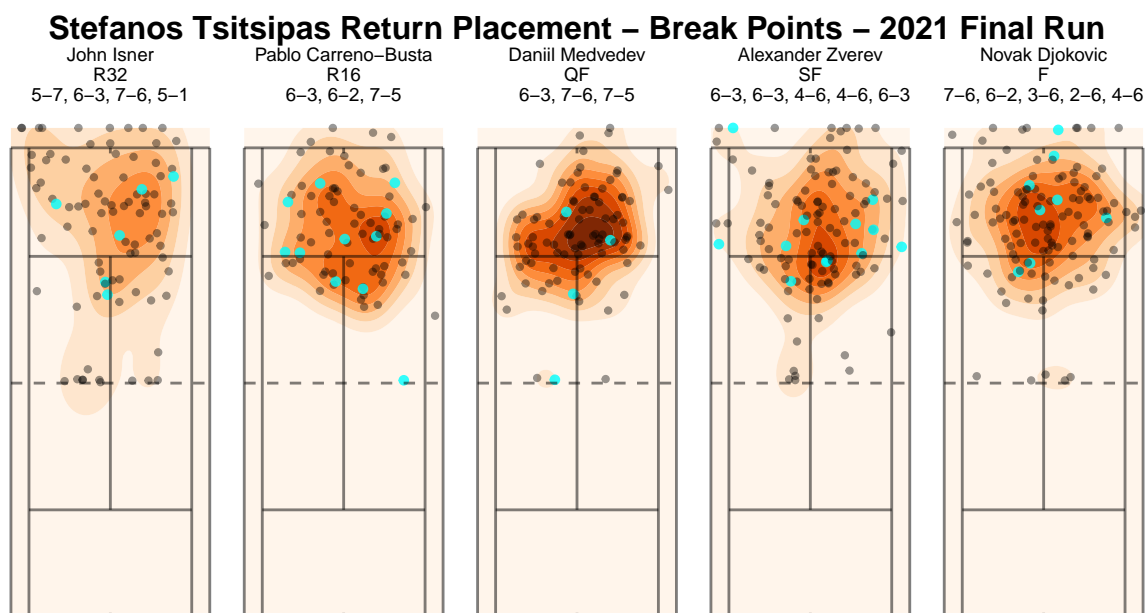 Stefanos Tsitsipas Return Placement – Break Points – 2021 Final Run
John Isner
R32
5–7, 6–3, 7–6, 5–1
Pablo Carreno–Busta
R16
6–3, 6–2, 7–5
Daniil Medvedev
QF
6–3, 7–6, 7–5
Alexander Zverev
SF
6–3, 6–3, 4–6, 4–6, 6–3
Novak Djokovic
F
7–6, 6–2, 3–6, 2–6, 4–6